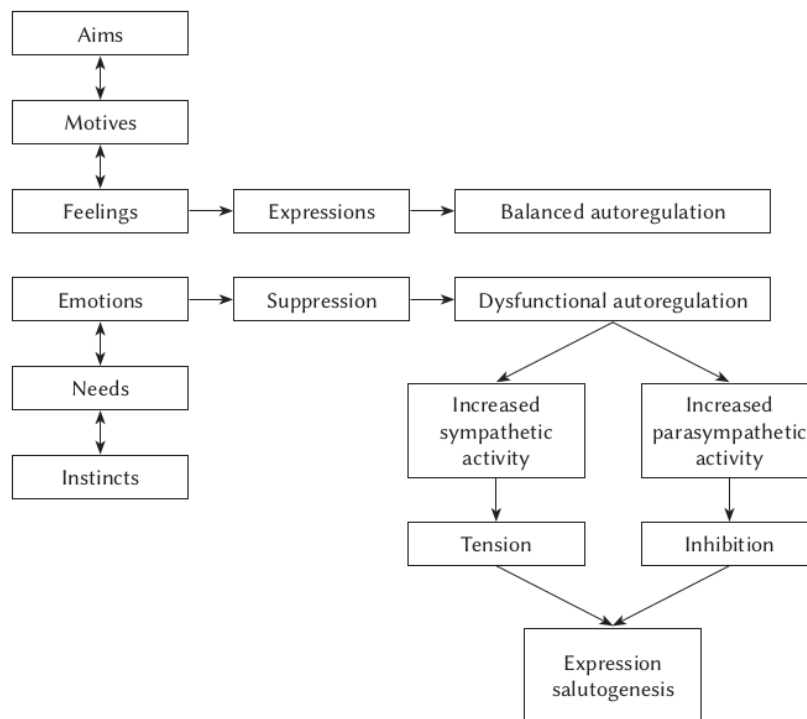 Aims
Motives
Feelings
Expressions
Balanced autoregulation
Emotions
Suppression
Dysfunctional autoregulation
Needs
Instincts
Increased
sympathetic
activity
Increased
parasympathetic
activity
Tension
Inhibition
Expression
salutogenesis